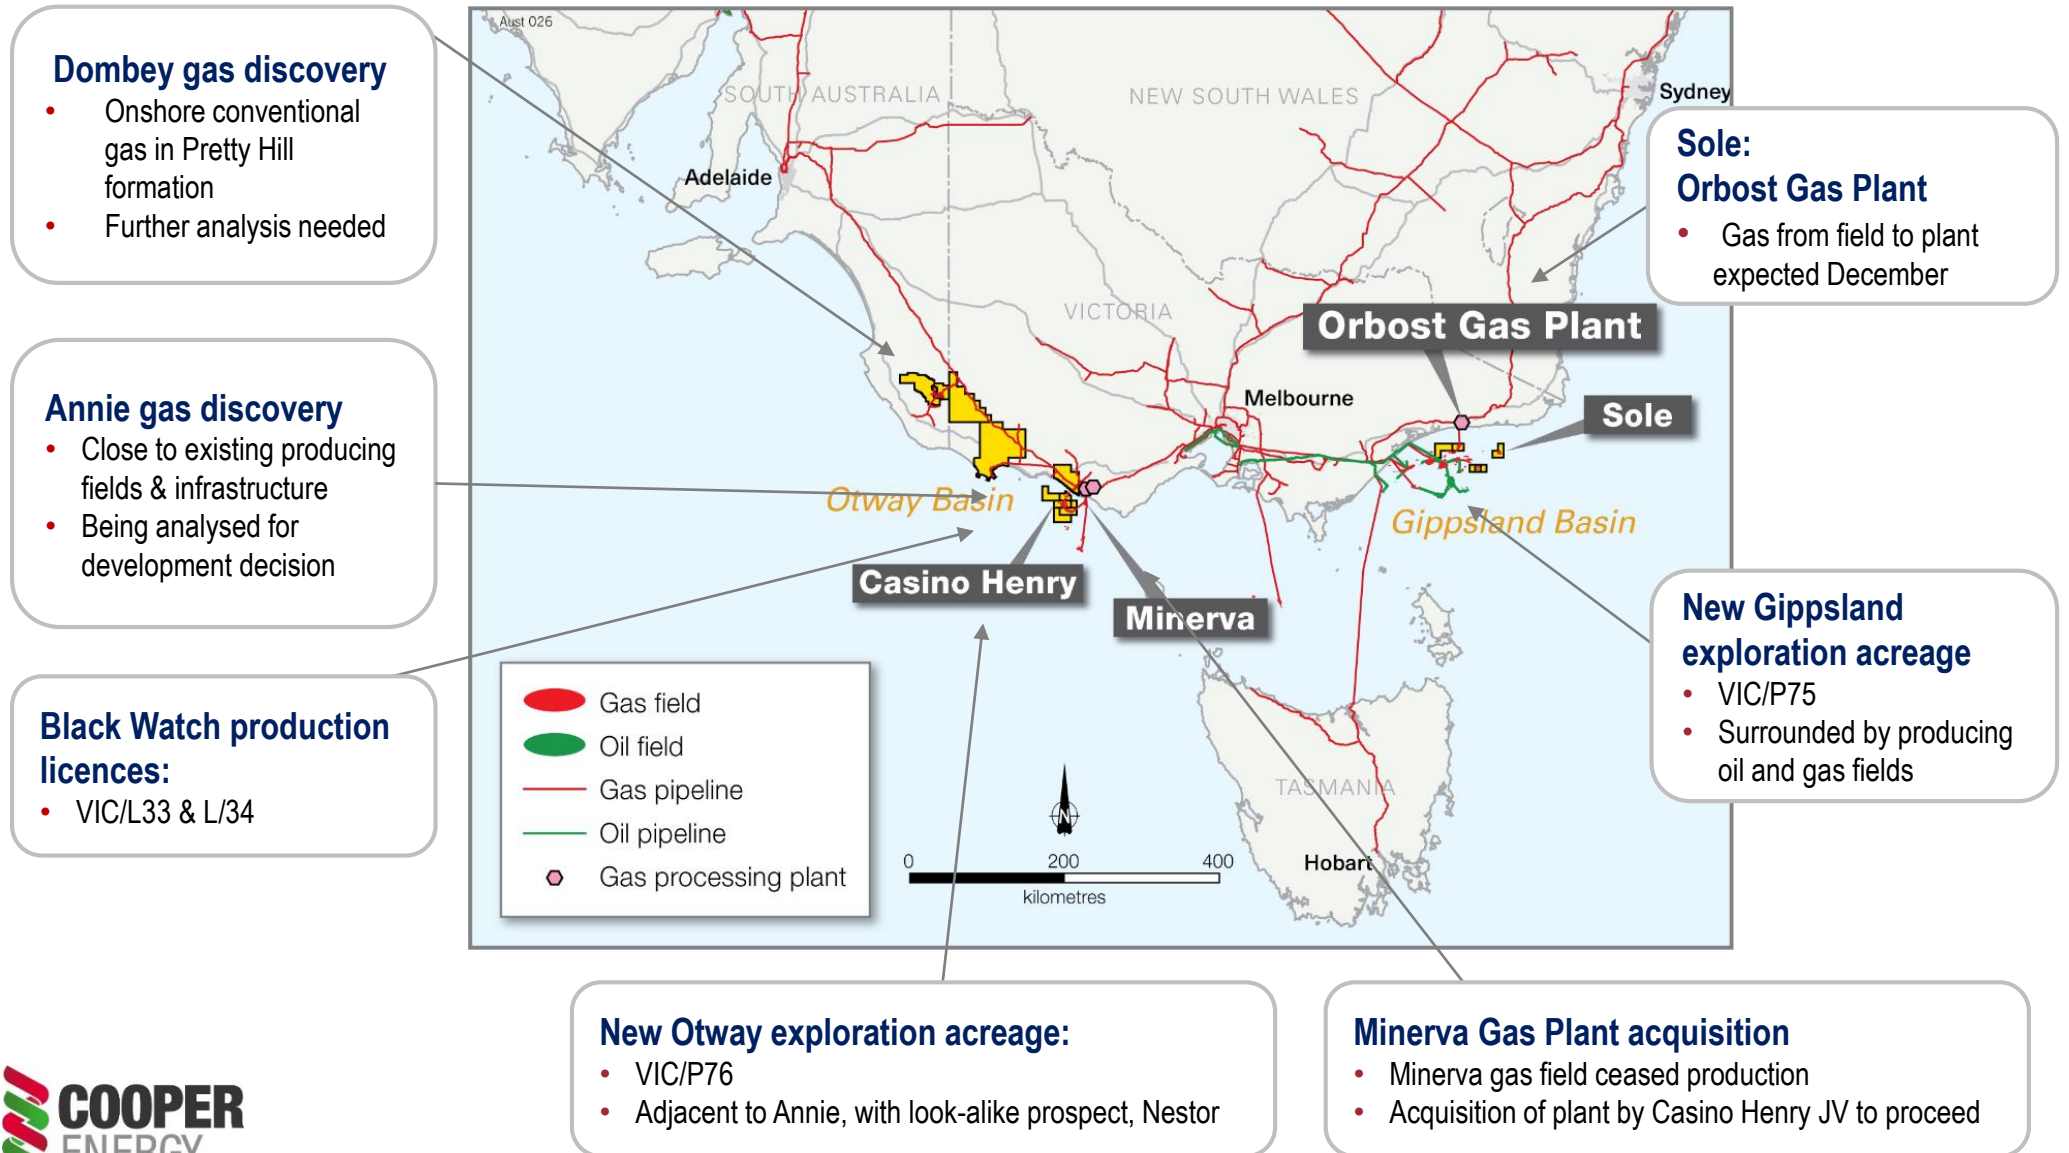 Dombey gas discovery
• Onshore conventional
gas in Pretty Hill
formation
• Further analysis needed
Annie gas discovery
• Close to existing producing
fields & infrastructure
• Being analysed for
development decision
Black Watch production
licences:
• VIC/L33 & L/34
Aust 026
SOUTH AUSTRALIA
NEW SOUTH WALES
Sydney
Adelaide
VICTORIA
Orbost Gas Plant
Melbourne
Sole
Otway Basin
Gippsland Basin
Casino Henry
Minerva
Gas field
Oil field
Gas pipeline
Oil pipeline
Gas processing plant
N
0 200 400
kilometres
TASMANIA
Hobart
Sole:
Orbost Gas Plant
• Gas from field to plant
expected December
New Gippsland
exploration acreage
• VIC/P75
• Surrounded by producing
oil and gas fields
New Otway exploration acreage:
• VIC/P76
• Adjacent to Annie, with look-alike prospect, Nestor
Minerva Gas Plant acquisition
• Minerva gas field ceased production
• Acquisition of plant by Casino Henry JV to proceed
COOPER
ENERGY